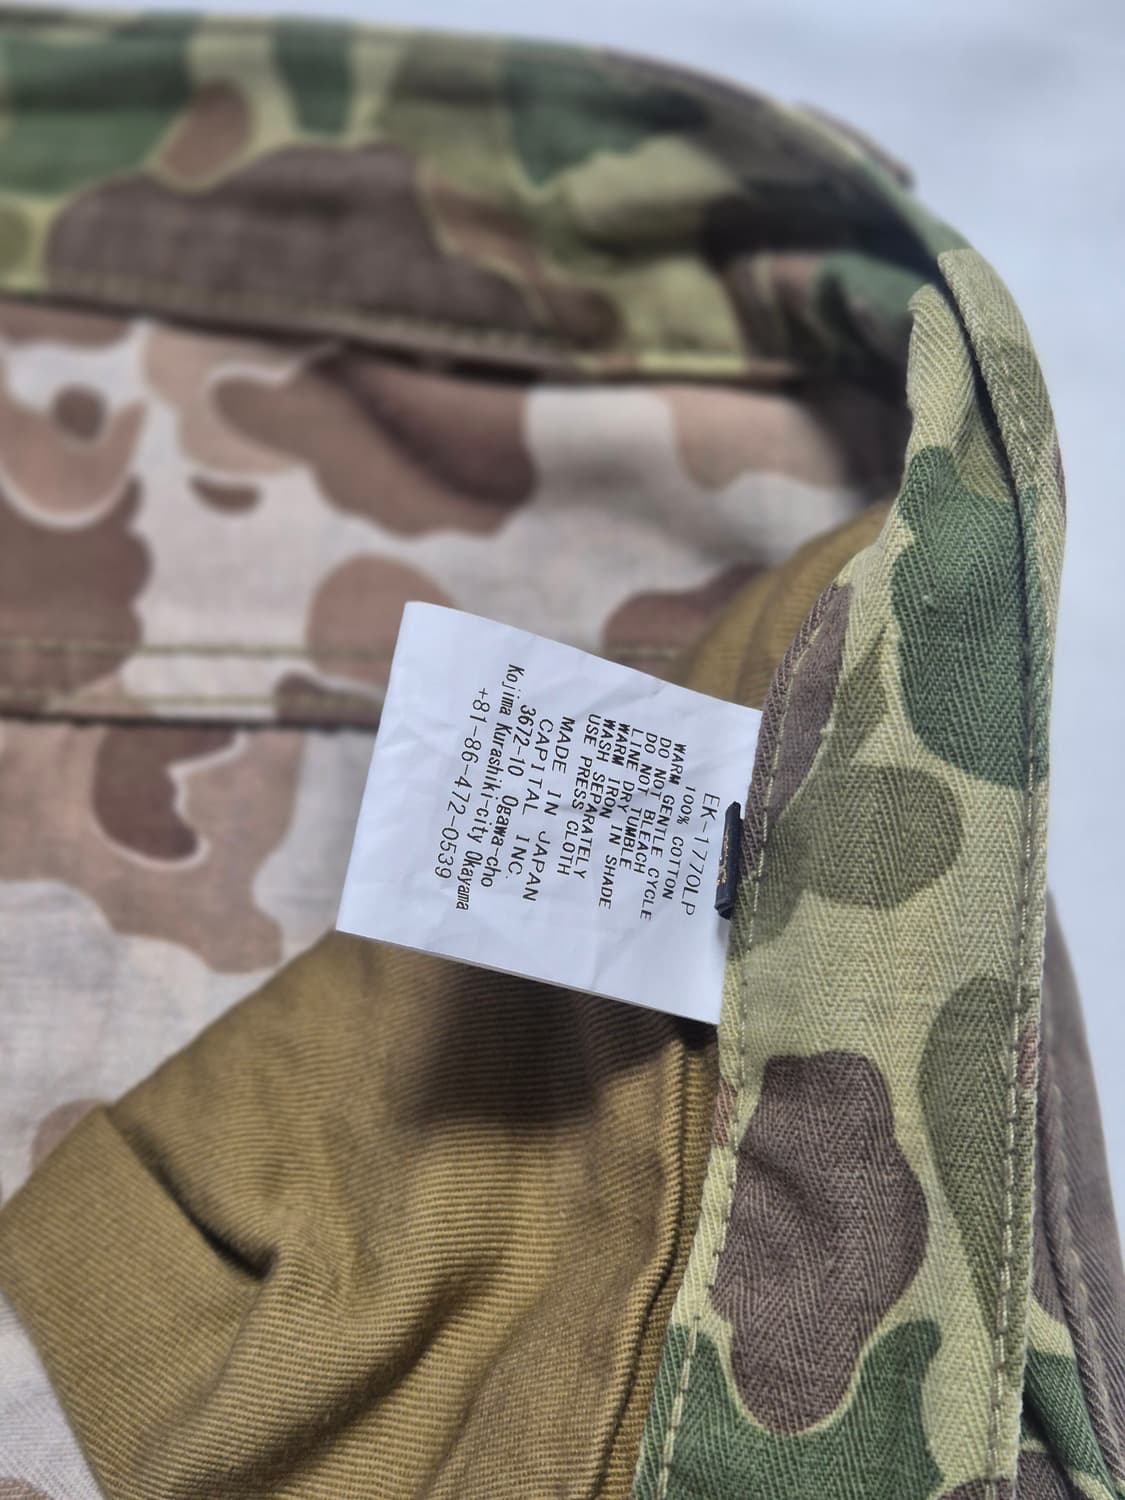 EK-1770LP
100% COTTON
WARM GENTLE CYCLE
DO NOT BLEACH
DO NOT TUMBLE
LINE DRY IN SHADE
WARM IRON
WASH SEPARATELY
USE PRESS CLOTH
MADE IN JAPAN
CAPITAL INC.
3672-10 Ogawa-cho
Kojima Kurashiki-city Okayama
+81-86-472-0539